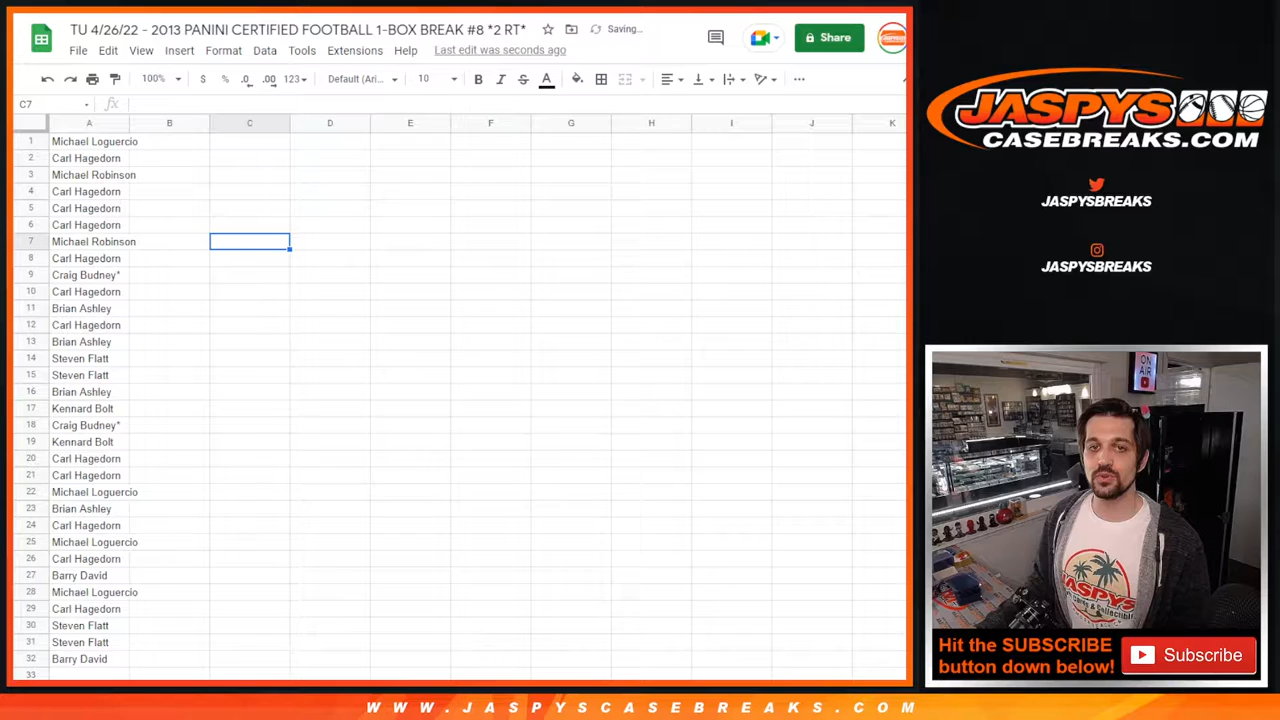 TU 4/26/22 - 2013 PANINI CERTIFIED FOOTBALL 1-BOX BREAK #8 *2 RT*
Saving...
File Edit View Insert Format Data Tools Extensions Help Last edit was seconds ago
Share
100% $ % .0 .00 123 Default (Ari... 10 B I S A
C7 fx
A B C D E F G H I J K
1 Michael Loguercio
2 Carl Hagedorn
3 Michael Robinson
4 Carl Hagedorn
5 Carl Hagedorn
6 Carl Hagedorn
7 Michael Robinson
8 Carl Hagedorn
9 Craig Budney*
10 Carl Hagedorn
11 Brian Ashley
12 Carl Hagedorn
13 Brian Ashley
14 Steven Flatt
15 Steven Flatt
16 Brian Ashley
17 Kennard Bolt
18 Craig Budney*
19 Kennard Bolt
20 Carl Hagedorn
21 Carl Hagedorn
22 Michael Loguercio
23 Brian Ashley
24 Carl Hagedorn
25 Michael Loguercio
26 Carl Hagedorn
27 Barry David
28 Michael Loguercio
29 Carl Hagedorn
30 Steven Flatt
31 Steven Flatt
32 Barry David
33
JASPYS
CASEBREAKS.COM
JASPYSBREAKS
JASPYSBREAKS
ON
AIR
JASPYS
Hit the SUBSCRIBE
button down below!
Subscribe
WWW.JASPYSCASEBREAKS.COM